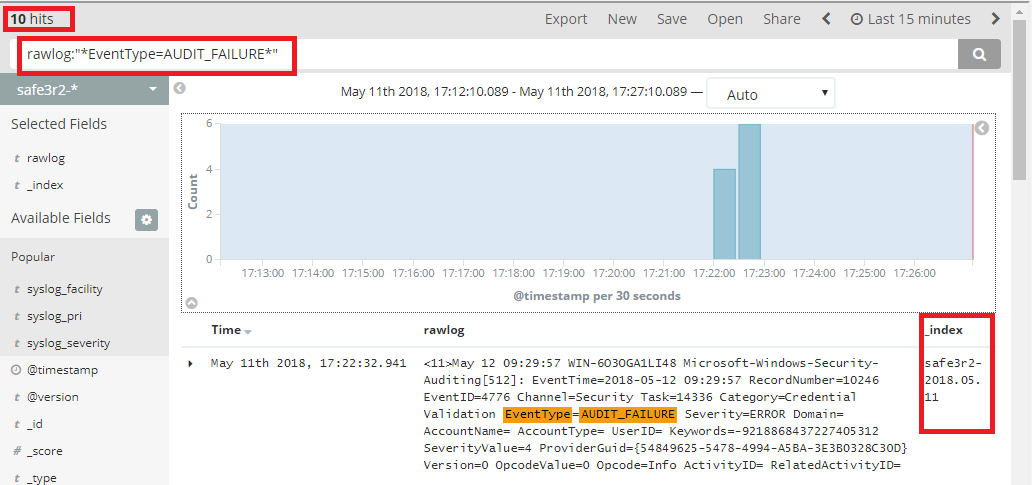 10 hits
Export New Save Open Share Last 15 minutes
rawlog:"*EventType=AUDIT_FAILURE*"
safe3r2-*
May 11th 2018, 17:12:10.089 - May 11th 2018, 17:27:10.089 — Auto
Selected Fields
t rawlog
t _index
Available Fields
Popular
t syslog_facility
t syslog_pri
t syslog_severity
@timestamp
t @version
t _id
# _score
t _type
Count
6
4
2
0
17:13:00 17:14:00 17:15:00 17:16:00 17:17:00 17:18:00 17:19:00 17:20:00 17:21:00 17:22:00 17:23:00 17:24:00 17:25:00 17:26:00
@timestamp per 30 seconds
Time rawlog _index
May 11th 2018, 17:22:32.941
<11>May 12 09:29:57 WIN-6O3OGA1LI48 Microsoft-Windows-Security-
Auditing[512]: EventTime=2018-05-12 09:29:57 RecordNumber=10246
EventID=4776 Channel=Security Task=14336 Category=Credential
Validation EventType=AUDIT_FAILURE Severity=ERROR Domain=
AccountName= AccountType= UserID= Keywords=-9218868437227405312
SeverityValue=4 ProviderGuid={54849625-5478-4994-A5BA-3E3B0328C30D}
Version=0 OpcodeValue=0 Opcode=Info ActivityID= RelatedActivityID=
safe3r2-
2018.05.
11